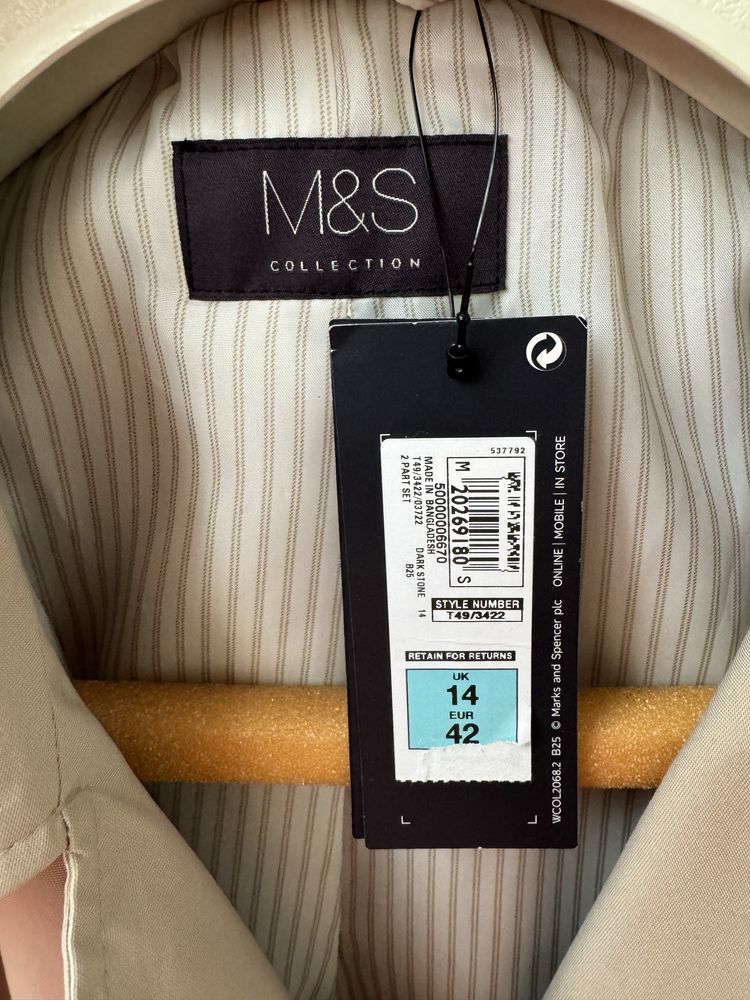 M&S
COLLECTION
537792
M 20269180 S
50000006670
MADE IN BANGLADESH
T49/3422/03722 DARK STONE 14
2 PART SET B25
STYLE NUMBER
T49/3422
RETAIN FOR RETURNS
UK
14
EUR
42
WCOL2068.2 B25 © Marks and Spencer plc ONLINE | MOBILE | IN STORE